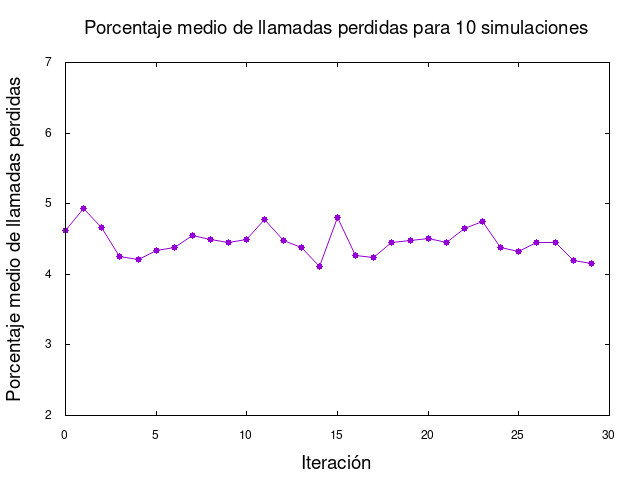 Porcentaje medio de llamadas perdidas para 10 simulaciones
Porcentaje medio de llamadas perdidas
7
6
5
4
3
2
0 5 10 15 20 25 30
Iteración